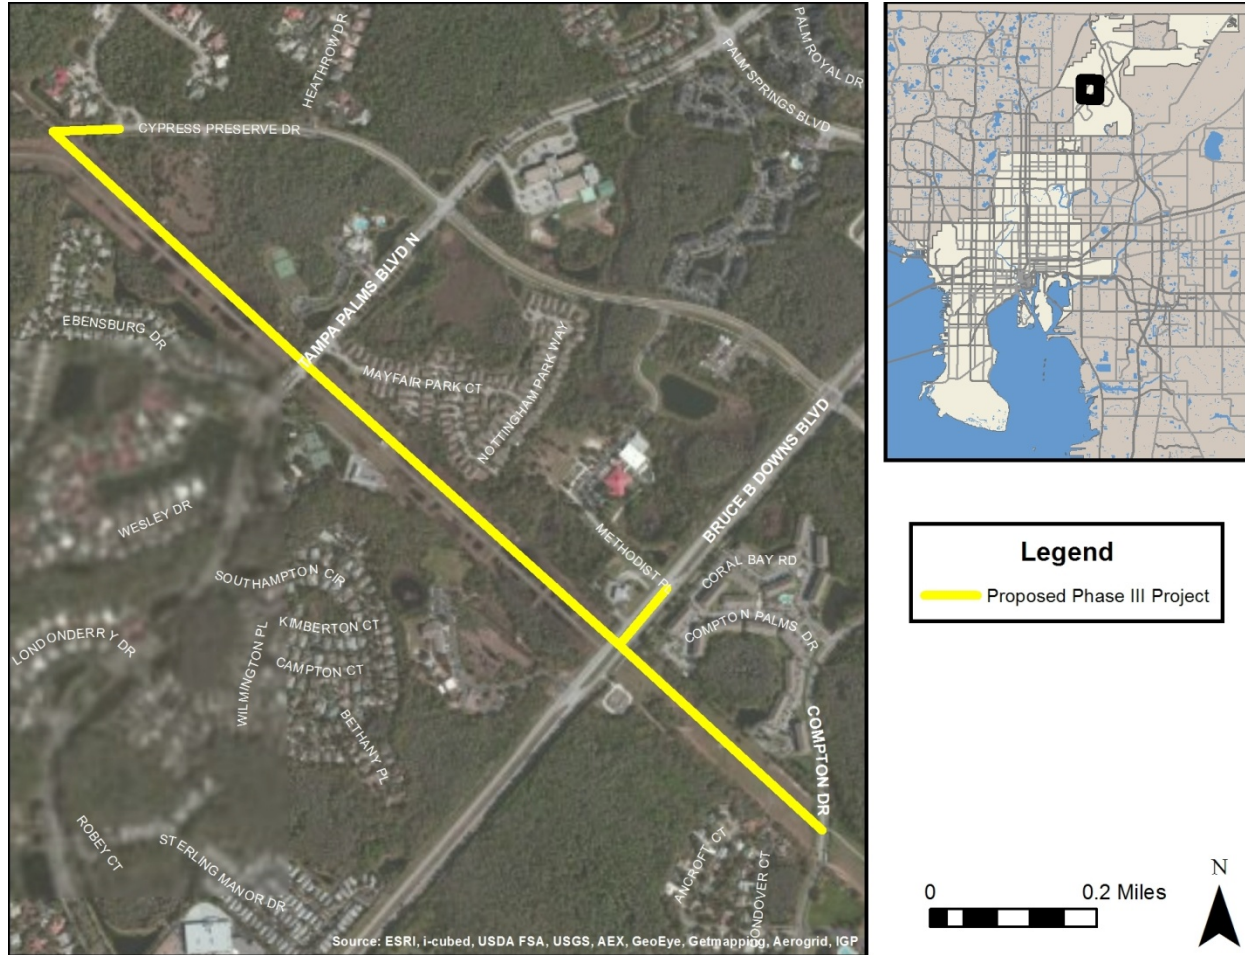 HEATHROW DR
PALM ROYAL DR
PALM SPRINGS BLVD
CYPRESS PRESERVE DR
AMPA PALMS BLVD N
EBENSBURG DR
MAYFAIR PARK CT
NOTTINGHAM PARK WAY
BRUCE B DOWNS BLVD
WESLEY DR
METHODIST P
CORAL BAY RD
SOUTHAMPTON CIR
COMPTON PALMS DR
KIMBERTON CT
LONDONDERRY DR
CAMPTON CT
WILMINGTON PL
BETHANY PL
COMPTON DR
ROBEY CT
STERLING MANOR DR
ANCROFT CT
ONDOVER CT
Source: ESRI, i-cubed, USDA FSA, USGS, AEX, GeoEye, Getmapping, Aerogrid, IGP
Legend
Proposed Phase III Project
0 0.2 Miles
N